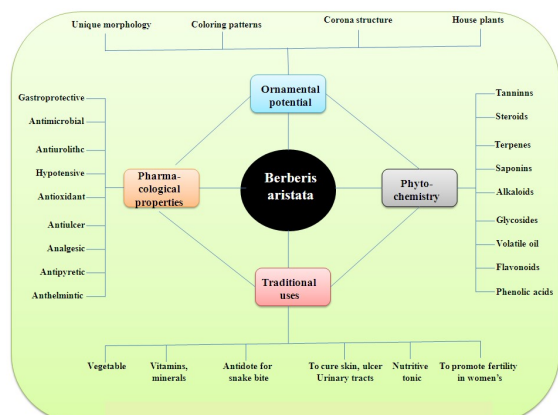 Unique morphology
Coloring patterns
Corona structure
House plants
Ornamental
potential
Gastroprotective
Antimicrobial
Antiurolithc
Hypotensive
Antioxidant
Antiulcer
Analgesic
Antipyretic
Anthelmintic
Pharma-
cological
properties
Berberis
aristata
Phyto-
chemistry
Taninns
Steroids
Terpenes
Saponins
Alkaloids
Glycosides
Volatile oil
Flavonoids
Phenolic acids
Traditional
uses
Vegetable
Vitamins,
minerals
Antidote for
snake bite
To cure skin, ulcer
Urinary tracts
Nutritive
tonic
To promote fertility
in women's